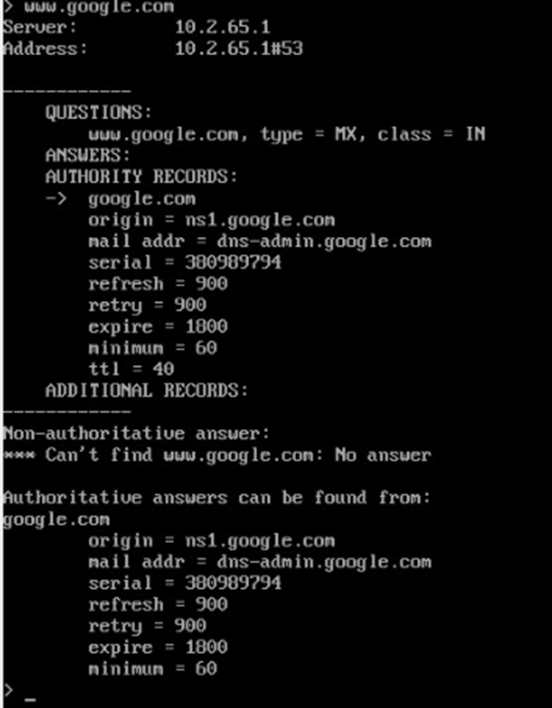 > www.google.com
Server: 10.2.65.1
Address: 10.2.65.1#53
------------
QUESTIONS:
www.google.com, type = MX, class = IN
ANSWERS:
AUTHORITY RECORDS:
-> google.com
origin = ns1.google.com
mail addr = dns-admin.google.com
serial = 380989794
refresh = 900
retry = 900
expire = 1800
minimum = 60
ttl = 40
ADDITIONAL RECORDS:
------------
Non-authoritative answer:
*** Can't find www.google.com: No answer
Authoritative answers can be found from:
google.com
origin = ns1.google.com
mail addr = dns-admin.google.com
serial = 380989794
refresh = 900
retry = 900
expire = 1800
minimum = 60
> _